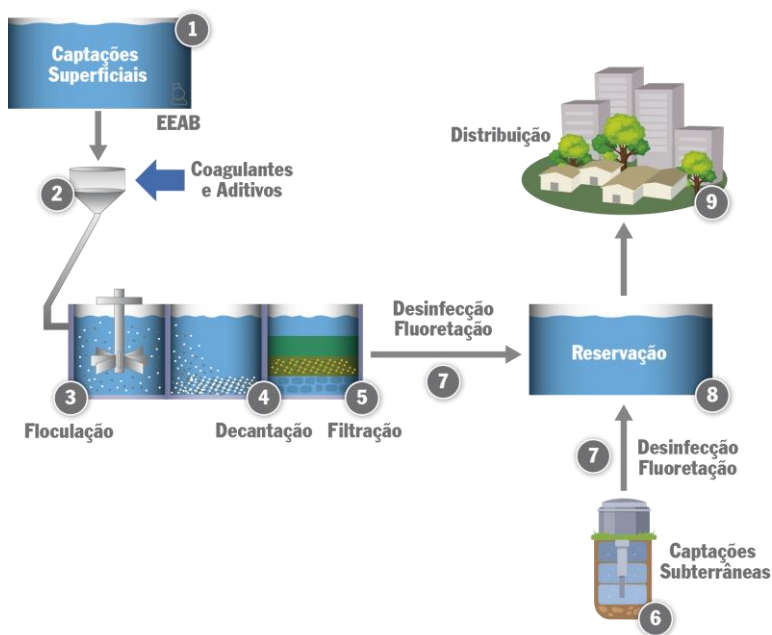 1
Captações
Superficiais
EEAB
2
Coagulantes
e Aditivos
3
Floculação
4
Decantação
5
Filtração
Desinfecção
Fluoretação
7
Reservação
8
Distribuição
9
7
Desinfecção
Fluoretação
Captações
Subterrâneas
6